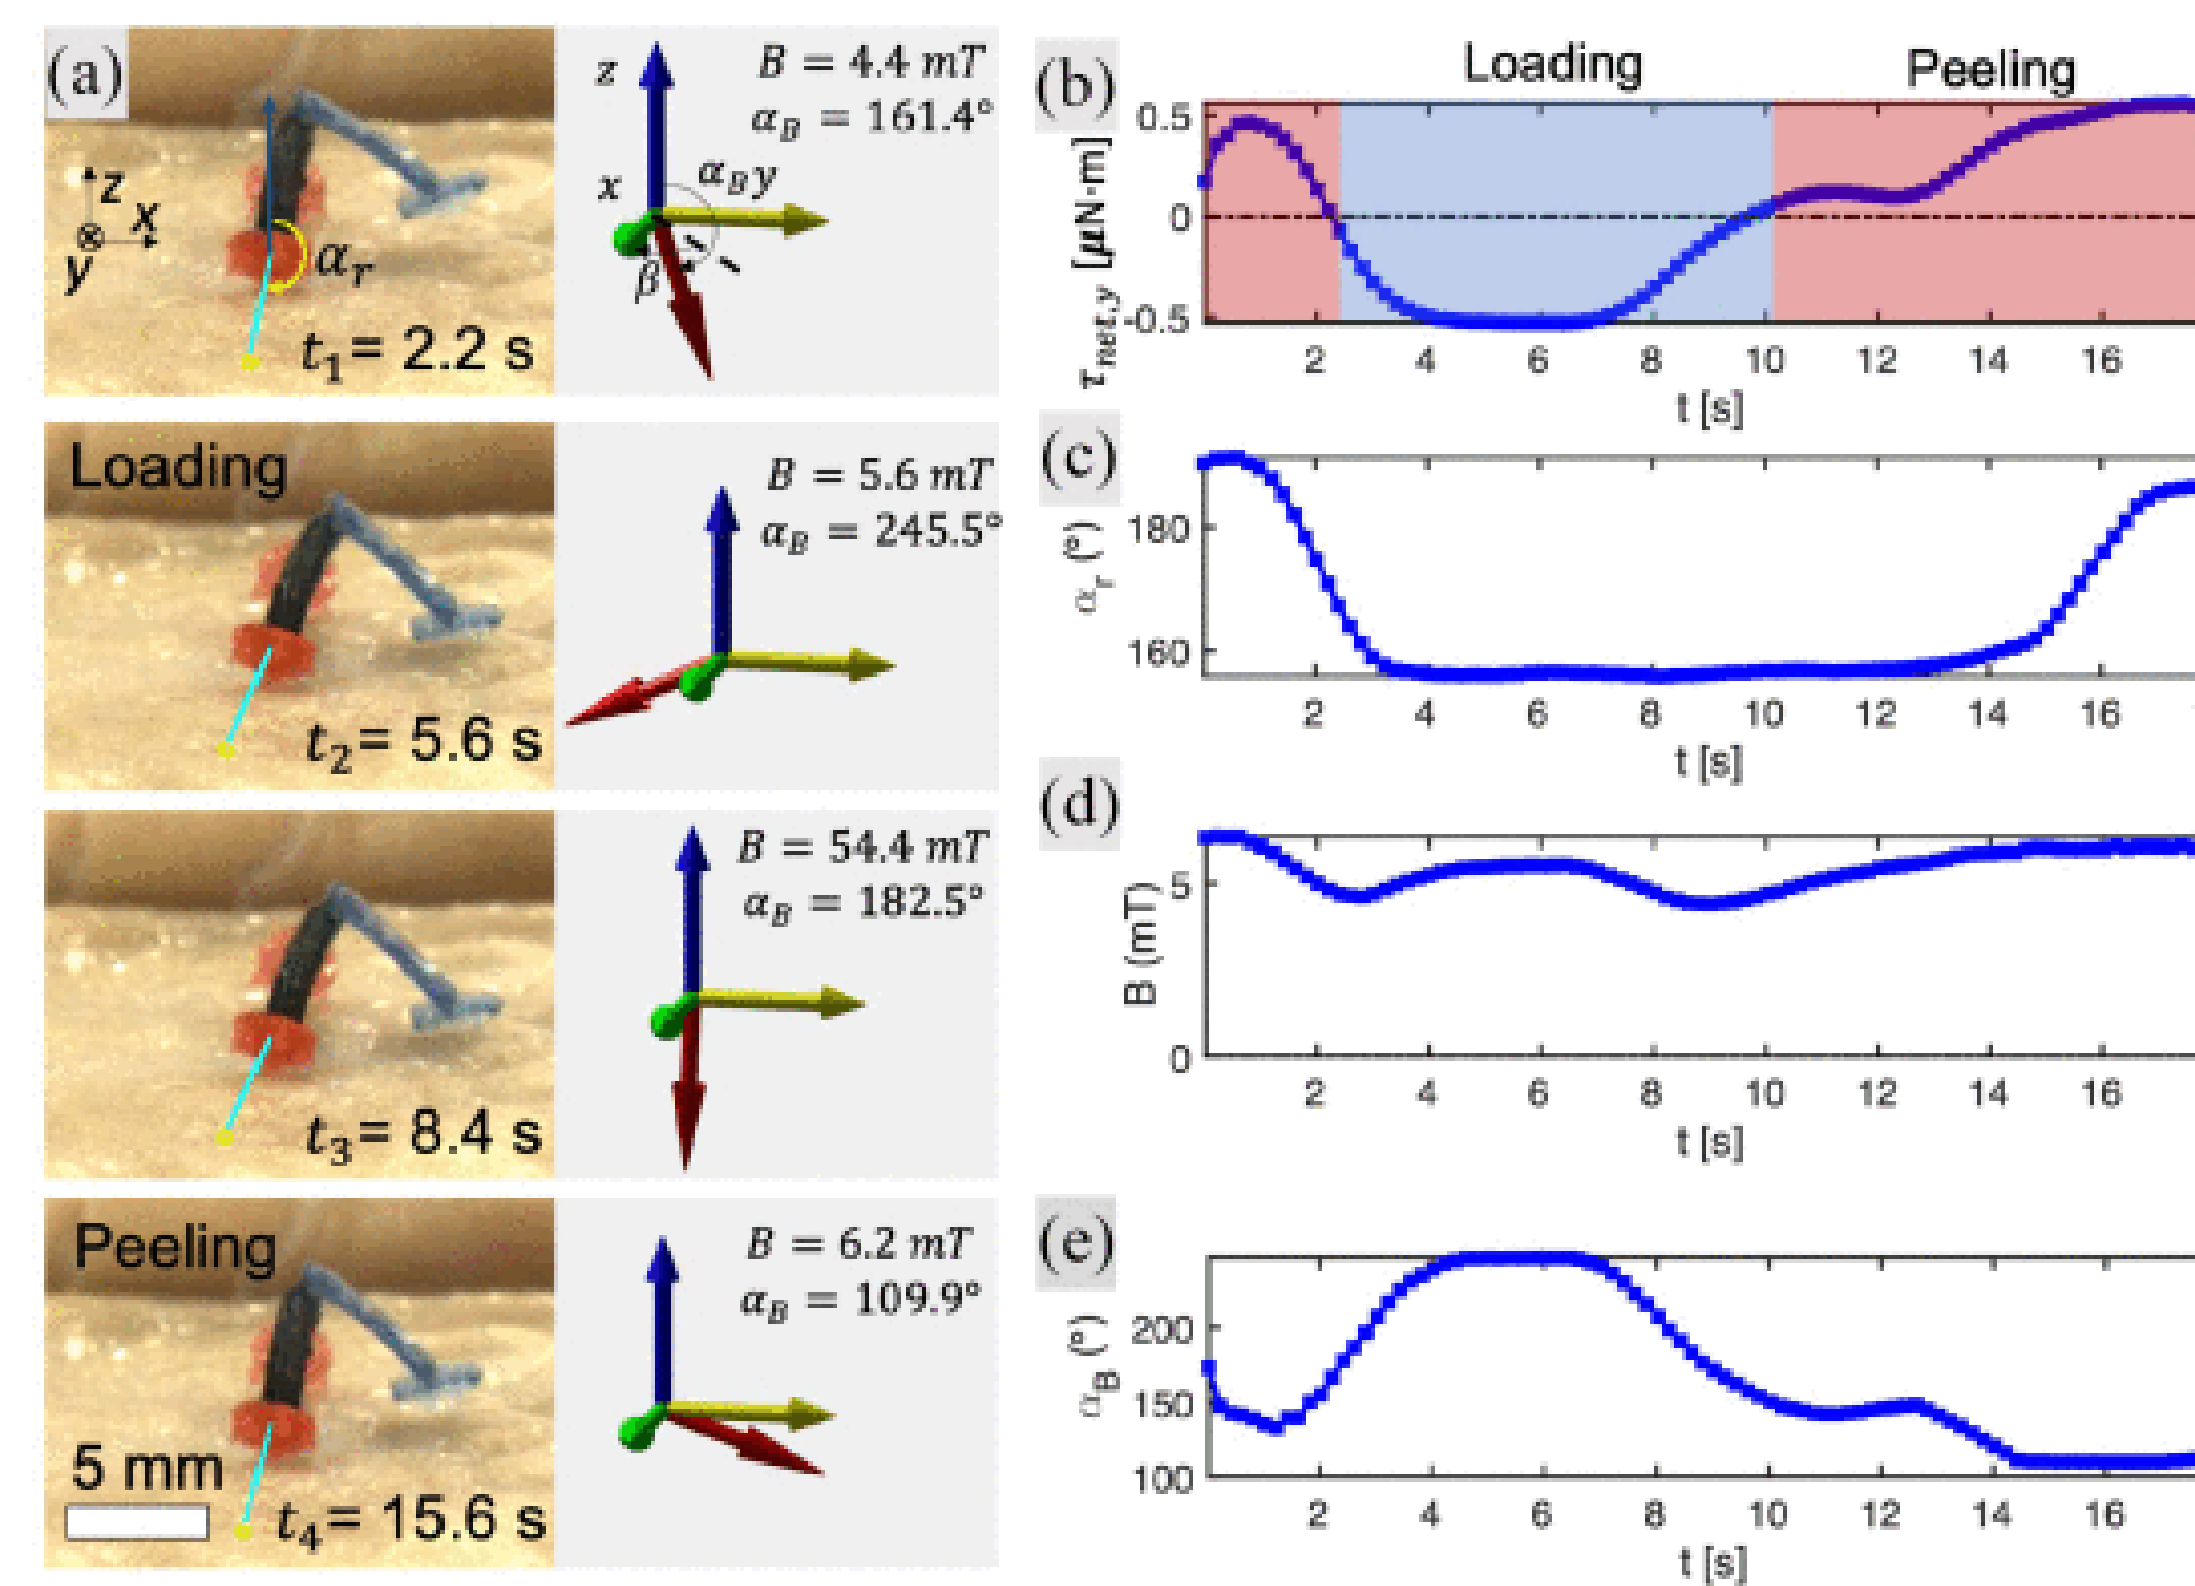 (a)
z
x
y
α_r
t₁= 2.2 s
B = 4.4 mT
α_B = 161.4°
z
x
α_B y
β
Loading
t₂= 5.6 s
B = 5.6 mT
α_B = 245.5°
t₃= 8.4 s
B = 54.4 mT
α_B = 182.5°
Peeling
5 mm
t₄= 15.6 s
B = 6.2 mT
α_B = 109.9°
(b)
Loading Peeling
τ_net,y [μN·m]
0.5
0
-0.5
2 4 6 8 10 12 14 16
t [s]
(c)
α_r (°)
180
160
2 4 6 8 10 12 14 16
t [s]
(d)
B (mT)
5
0
2 4 6 8 10 12 14 16
t [s]
(e)
α_B (°)
200
150
100
2 4 6 8 10 12 14 16
t [s]